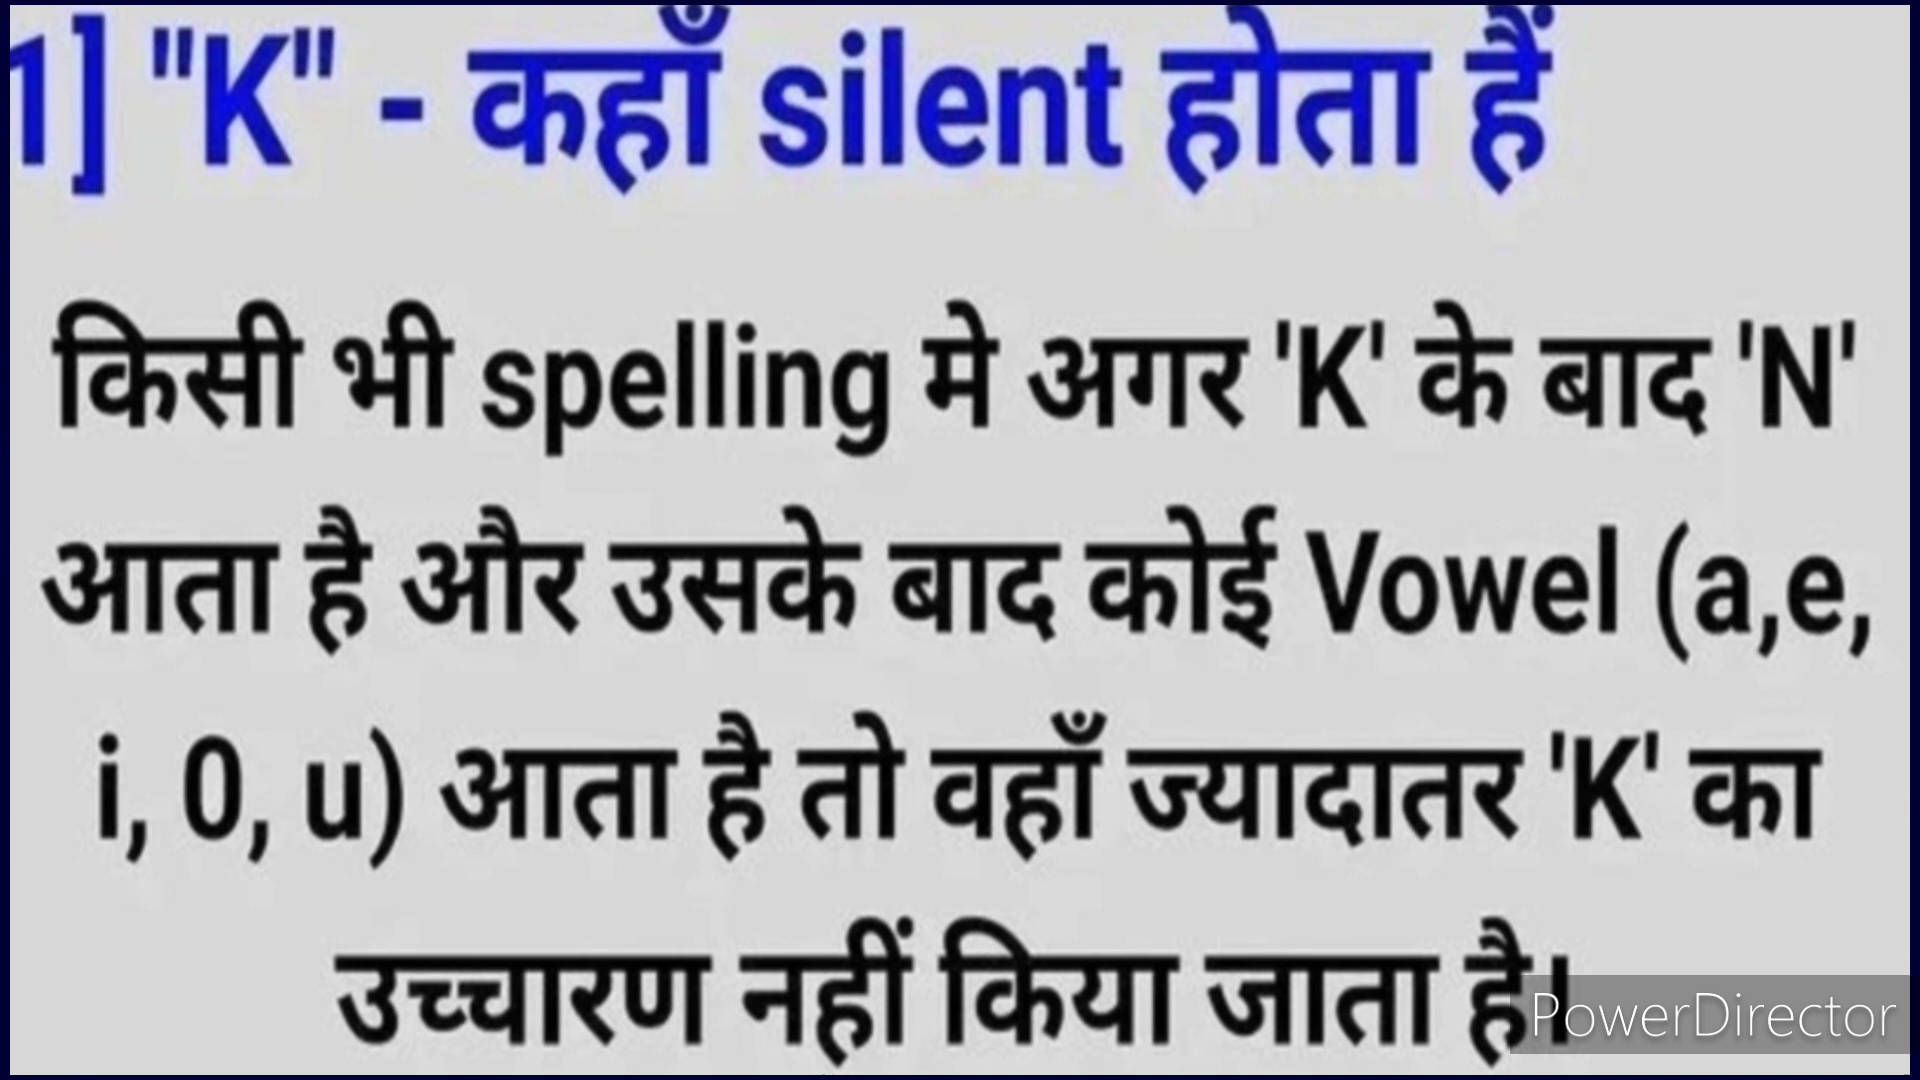 1] "K" - कहाँ silent होता हैं
किसी भी spelling मे अगर 'K' के बाद 'N'
आता है और उसके बाद कोई Vowel (a,e,
i, 0, u) आता है तो वहाँ ज्यादातर 'K' का
उच्चारण नहीं किया जाता है।
PowerDirector